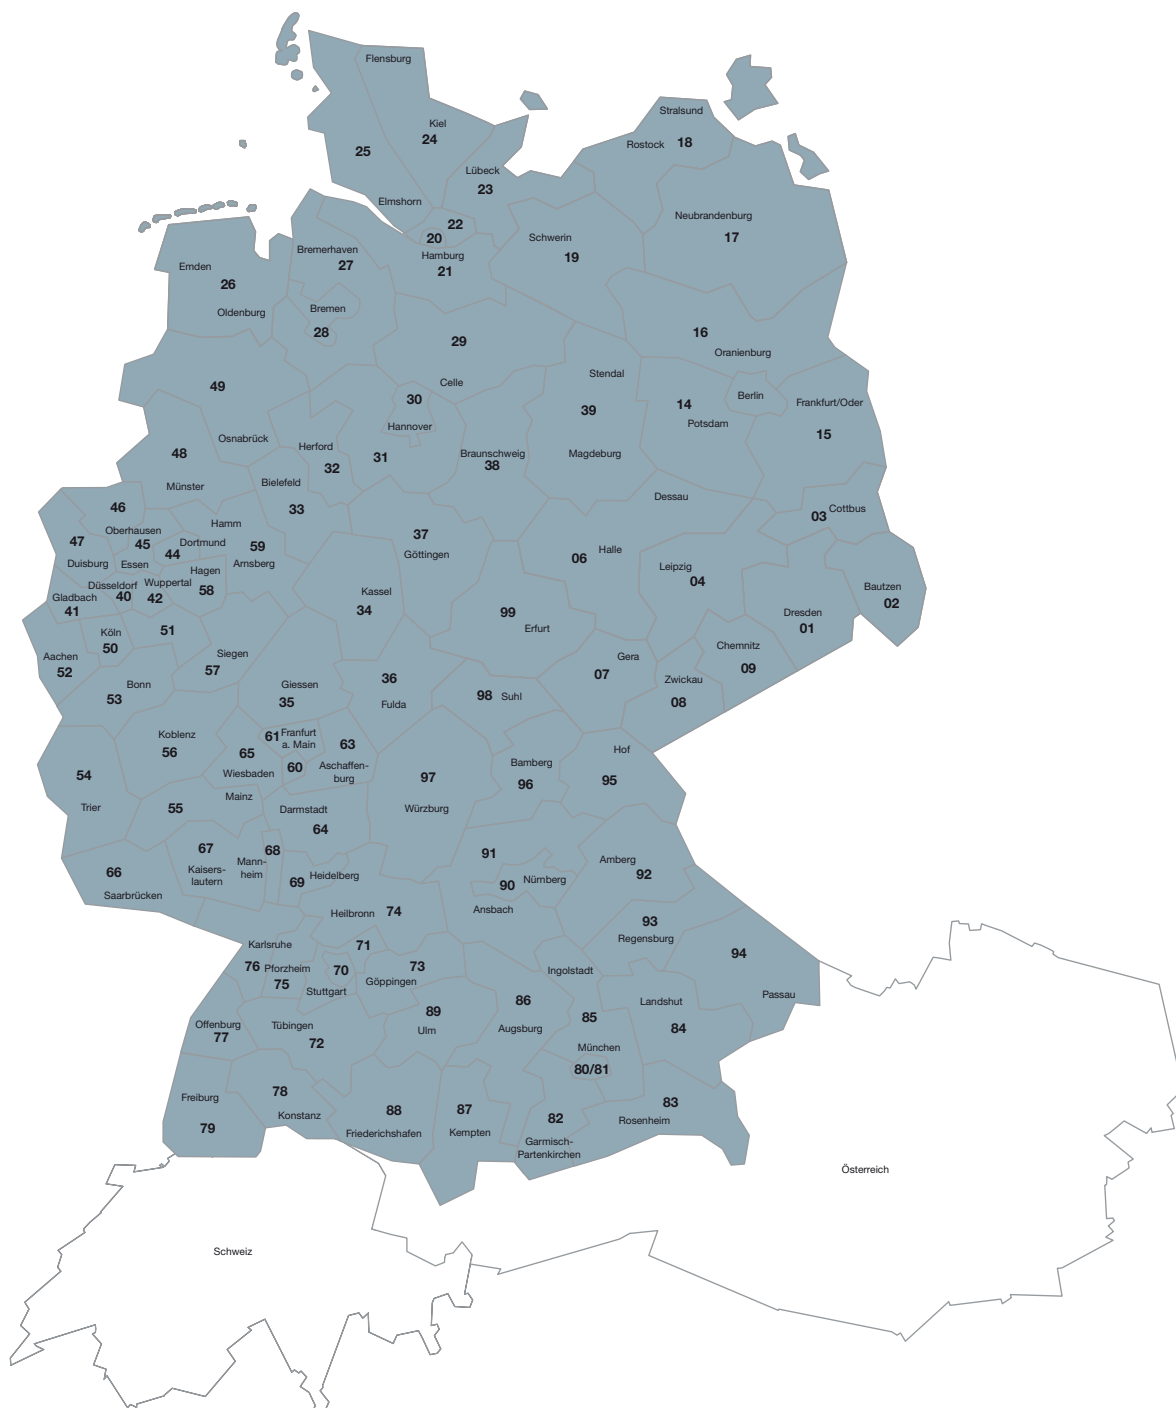 Flensburg
Kiel
24
25
Stralsund
Rostock 18
Lübeck
23
Elmshorn
22
20
Hamburg
21
Neubrandenburg
17
Schwerin
19
Bremerhaven
27
Emden
26
Oldenburg
Bremen
28
29
Celle
16
Oranienburg
Stendal
39
Magdeburg
14
Potsdam
Berlin
Frankfurt/Oder
15
49
30
Hannover
31
Braunschweig
38
Osnabrück
48
Münster
Herford
32
Bielefeld
33
Dessau
03 Cottbus
46
Oberhausen
45
47
Duisburg
Essen
Hamm
Dortmund
44
59
Arnsberg
37
Göttingen
06 Halle
Leipzig
04
Bautzen
02
Dresden
01
Düsseldorf
40
Wuppertal
42
Hagen
58
Gladbach
41
Kassel
34
99
Erfurt
Köln
50
51
Aachen
52
Siegen
57
Bonn
53
Giessen
35
36
Fulda
98 Suhl
Gera
07
Chemnitz
09
Zwickau
08
Koblenz
56
61 Franfurt
a. Main
60
63
Aschaffen-
burg
65
Wiesbaden
Mainz
54
Trier
55
97
Würzburg
Bamberg
96
Hof
95
Darmstadt
64
67
Kaisers-
lautern
68
Mann-
heim
69 Heidelberg
66
Saarbrücken
91
90 Nürnberg
Ansbach
Amberg
92
93
Regensburg
94
Passau
Heilbronn 74
71
Karlsruhe
76 Pforzheim
75
70
Stuttgart
73
Göppingen
Ingolstadt
86
Augsburg
85
München
80/81
Landshut
84
89
Ulm
Offenburg
77
Tübingen
72
Freiburg
79
78
Konstanz
88
Friederichshafen
87
Kempten
82
Garmisch-
Partenkirchen
83
Rosenheim
Österreich
Schweiz